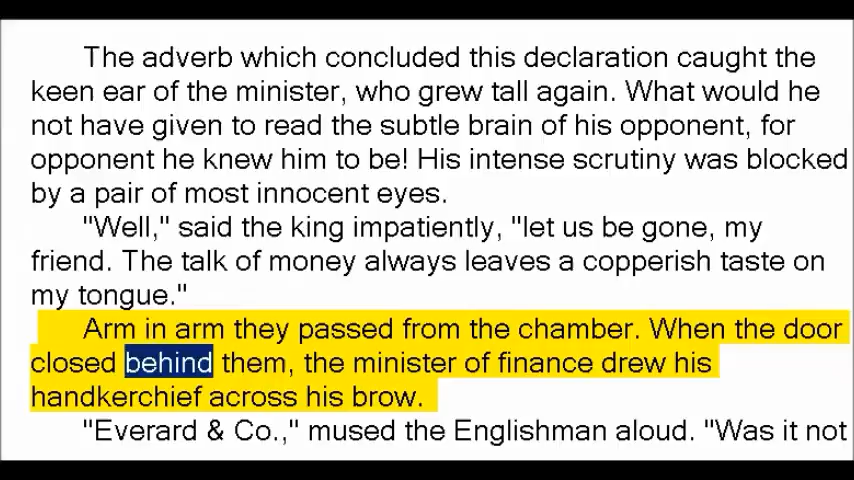 The adverb which concluded this declaration caught the
keen ear of the minister, who grew tall again. What would he
not have given to read the subtle brain of his opponent, for
opponent he knew him to be! His intense scrutiny was blocked
by a pair of most innocent eyes.
"Well," said the king impatiently, "let us be gone, my
friend. The talk of money always leaves a copperish taste on
my tongue."
Arm in arm they passed from the chamber. When the door
closed behind them, the minister of finance drew his
handkerchief across his brow.
"Everard & Co.," mused the Englishman aloud. "Was it not